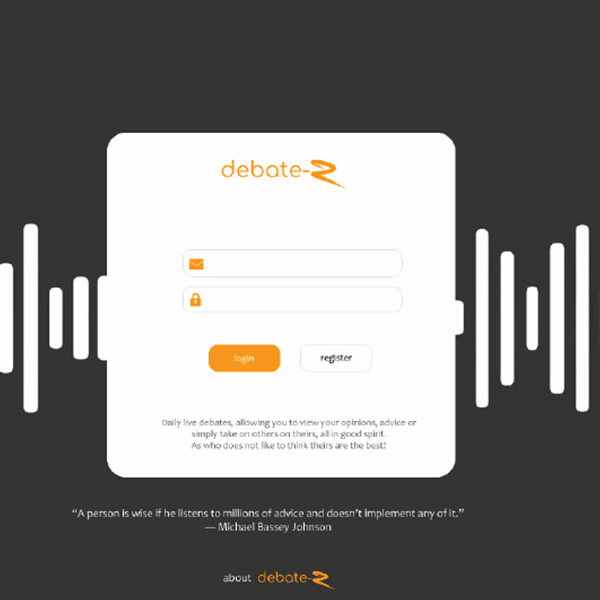 debate-R
login
register
Daily live debates, allowing you to view your opinions, advice or
simply take on others on theirs, all in good spirit.
As who does not like to think theirs are the best!
“A person is wise if he listens to millions of advice and doesn't implement any of it.”
— Michael Bassey Johnson
about debate-R